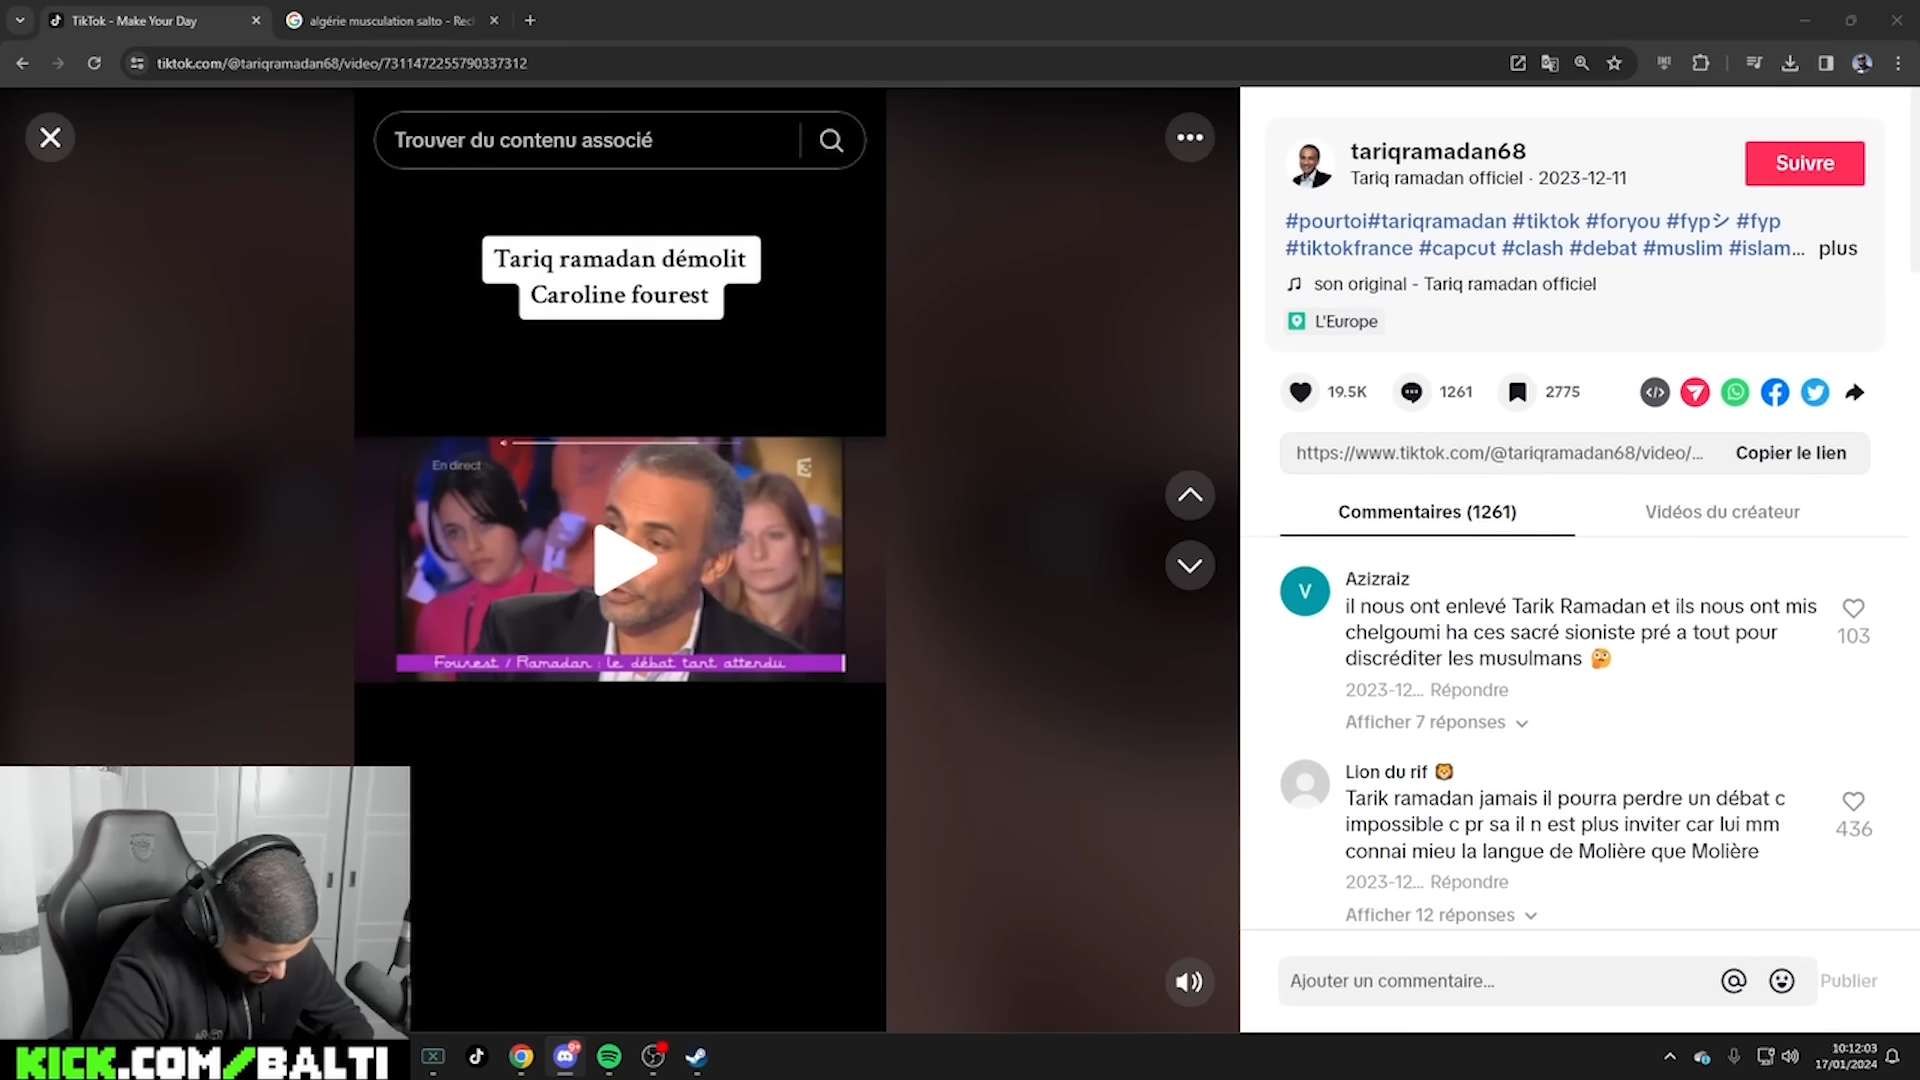 TikTok - Make Your Day
algérie musculation salto - Rec
tiktok.com/@tariqramadan68/video/7311472255790337312
Trouver du contenu associé
Tariq ramadan démolit
Caroline fourest
En direct
3
Fourest / Ramadan : le débat tant attendu
tariqramadan68
Tariq ramadan officiel · 2023-12-11
Suivre
#pourtoi#tariqramadan #tiktok #foryou #fypシ #fyp
#tiktokfrance #capcut #clash #debat #muslim #islam... plus
son original - Tariq ramadan officiel
L'Europe
19.5K
1261
2775
https://www.tiktok.com/@tariqramadan68/video/...
Copier le lien
Commentaires (1261)
Vidéos du créateur
V
Azizraiz
il nous ont enlevé Tarik Ramadan et ils nous ont mis
chelgoumi ha ces sacré sioniste pré a tout pour
discréditer les musulmans 🤔
103
2023-12... Répondre
Afficher 7 réponses
Lion du rif 🦁
Tarik ramadan jamais il pourra perdre un débat c
impossible c pr sa il n est plus inviter car lui mm
connai mieu la langue de Molière que Molière
436
2023-12... Répondre
Afficher 12 réponses
Ajouter un commentaire...
Publier
KICK.COM/BALTI
10:12:03
17/01/2024